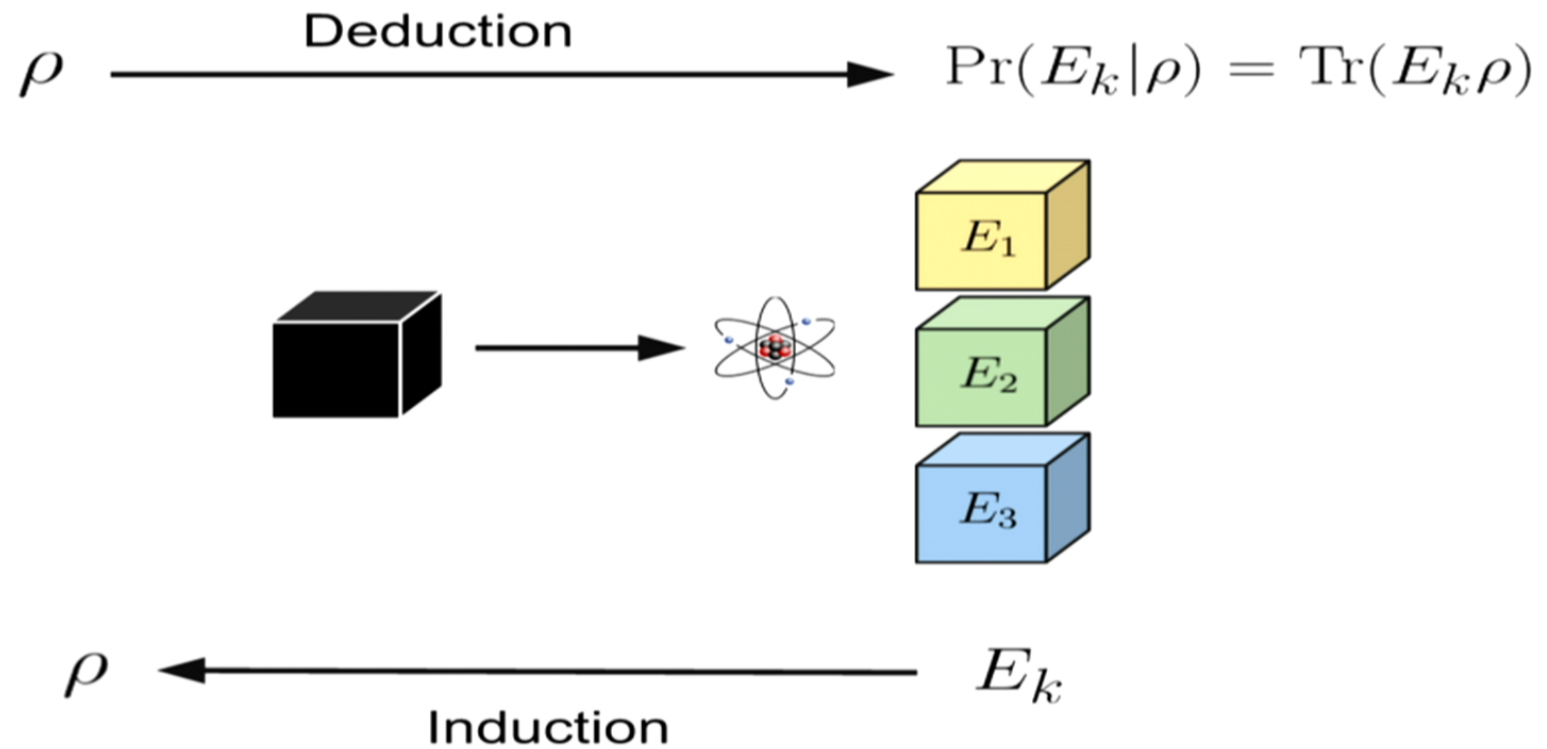 Deduction
ρ
Pr(E_k|ρ) = Tr(E_kρ)
E_1
E_2
E_3
ρ
E_k
Induction